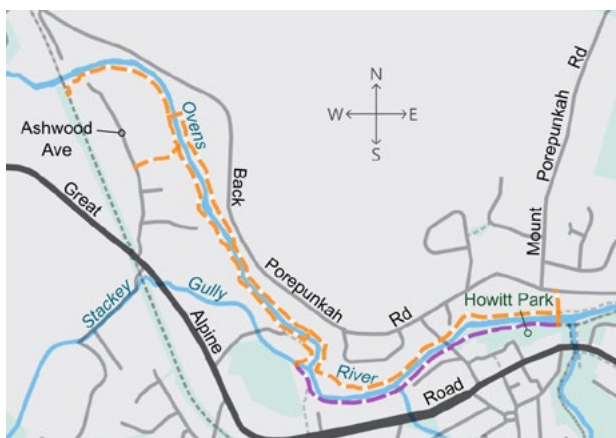 N
W E
S
Ashwood
Ave
Ovens
Back
Porepunkah
Rd
Mount
Porepunkah
Rd
Great
Alpine
Road
Stackey
Gully
River
Howitt Park